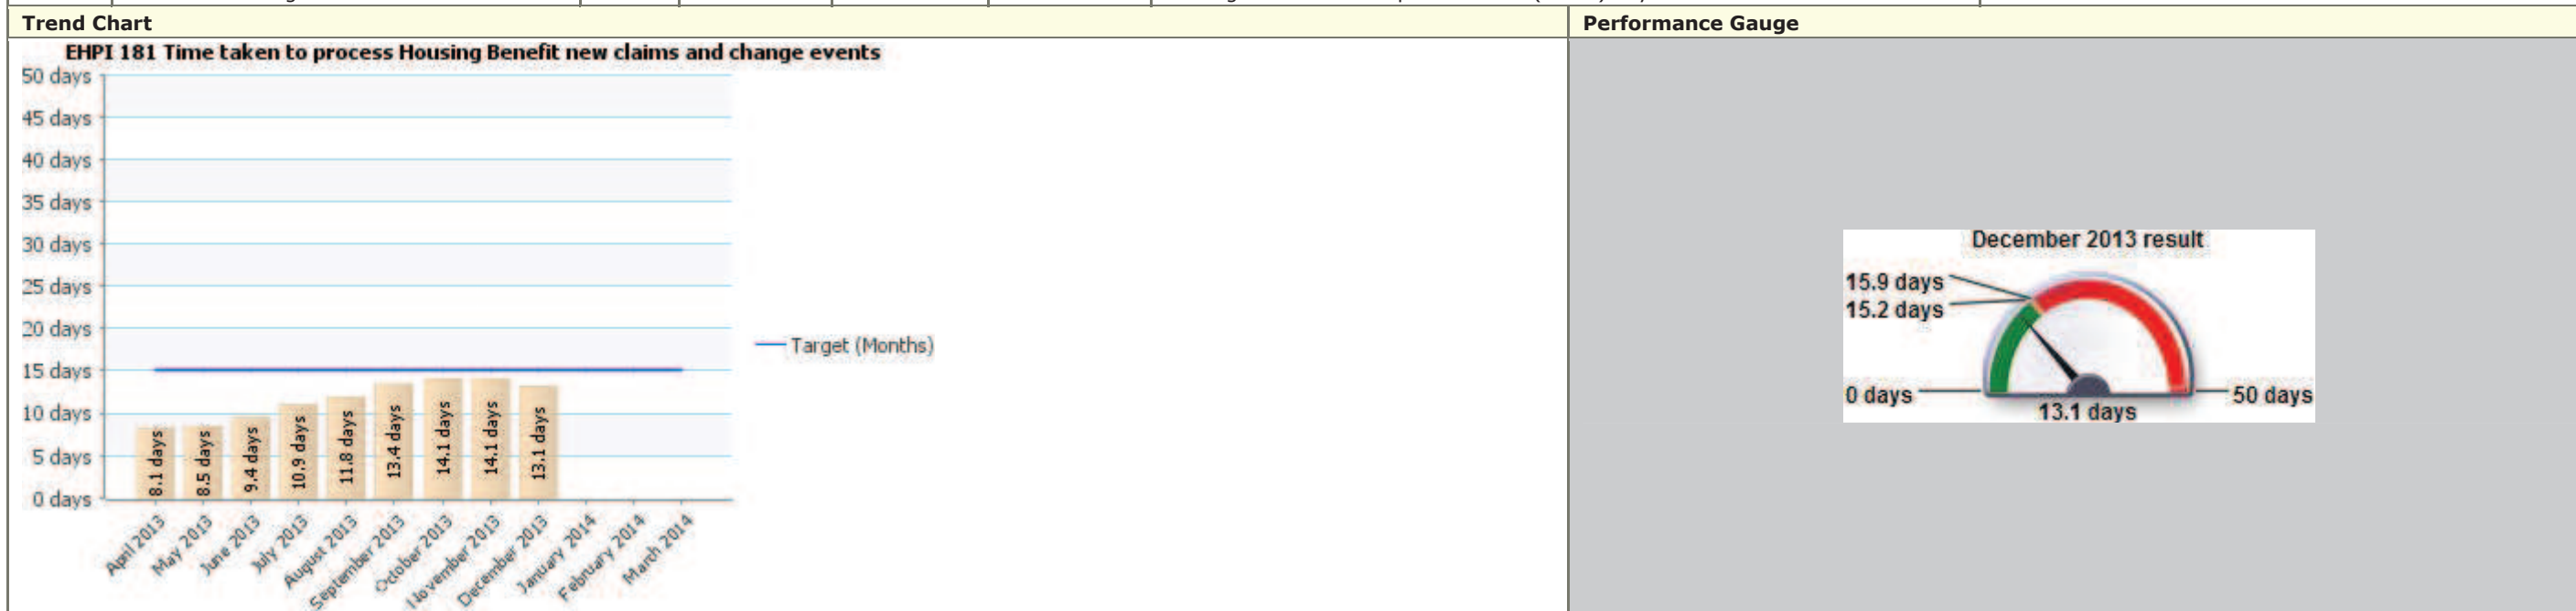 Trend Chart
Performance Gauge
EHPI 181 Time taken to process Housing Benefit new claims and change events
50 days
45 days
40 days
35 days
30 days
25 days
20 days
15 days
10 days
5 days
0 days
8.1 days
8.5 days
9.4 days
10.9 days
11.8 days
13.4 days
14.1 days
14.1 days
13.1 days
April 2013
May 2013
June 2013
July 2013
August 2013
September 2013
October 2013
November 2013
December 2013
January 2014
February 2014
March 2014
Target (Months)
December 2013 result
15.9 days
15.2 days
0 days
50 days
13.1 days